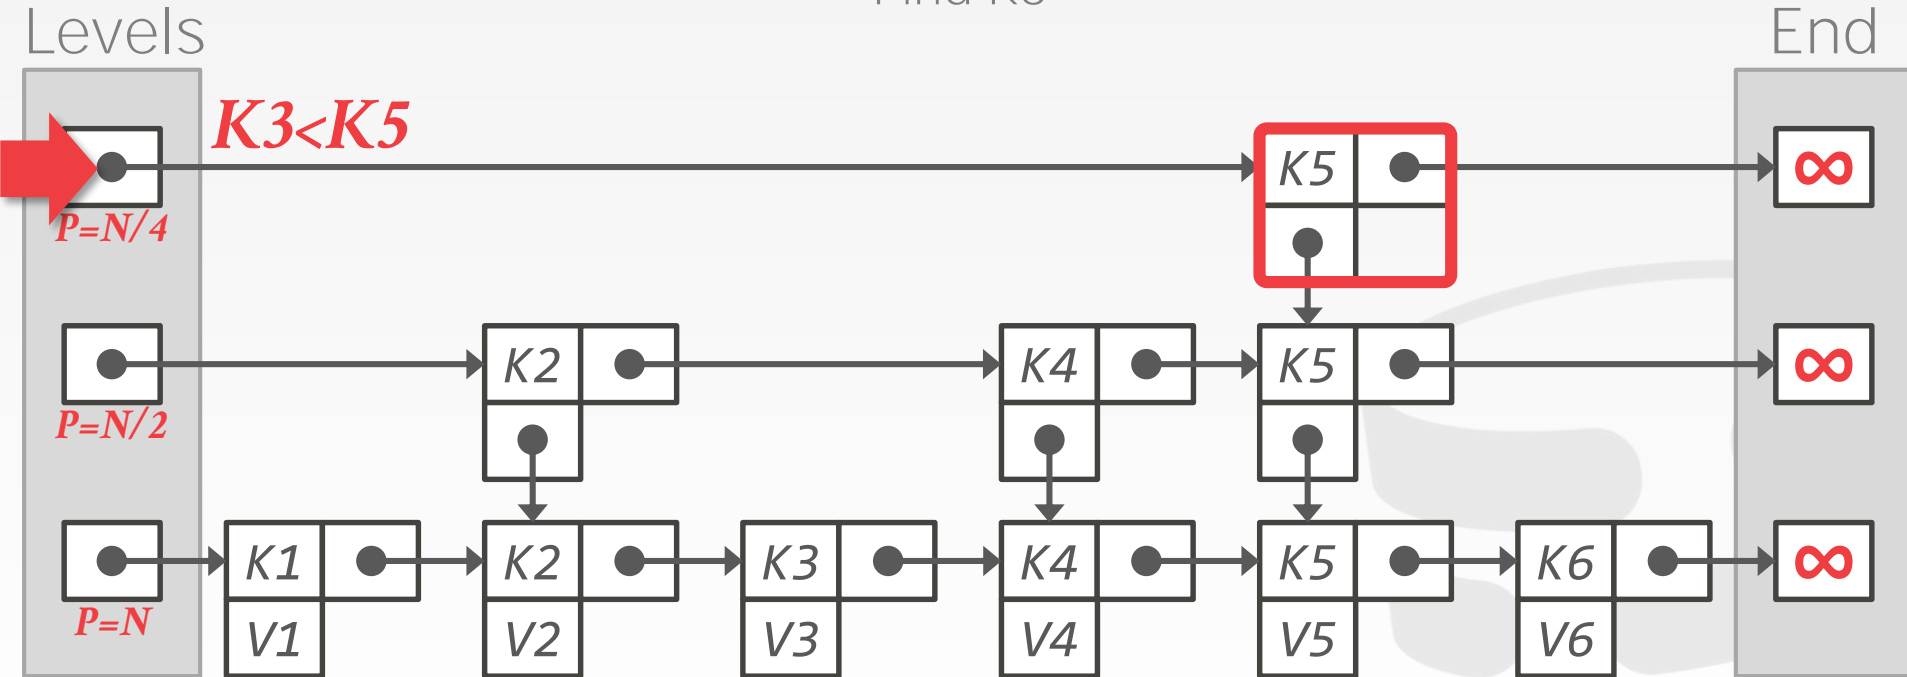 Levels
End
K3<K5
K5
∞
P=N/4
K2
K4
K5
∞
P=N/2
K1
K2
K3
K4
K5
K6
∞
P=N
V1
V2
V3
V4
V5
V6